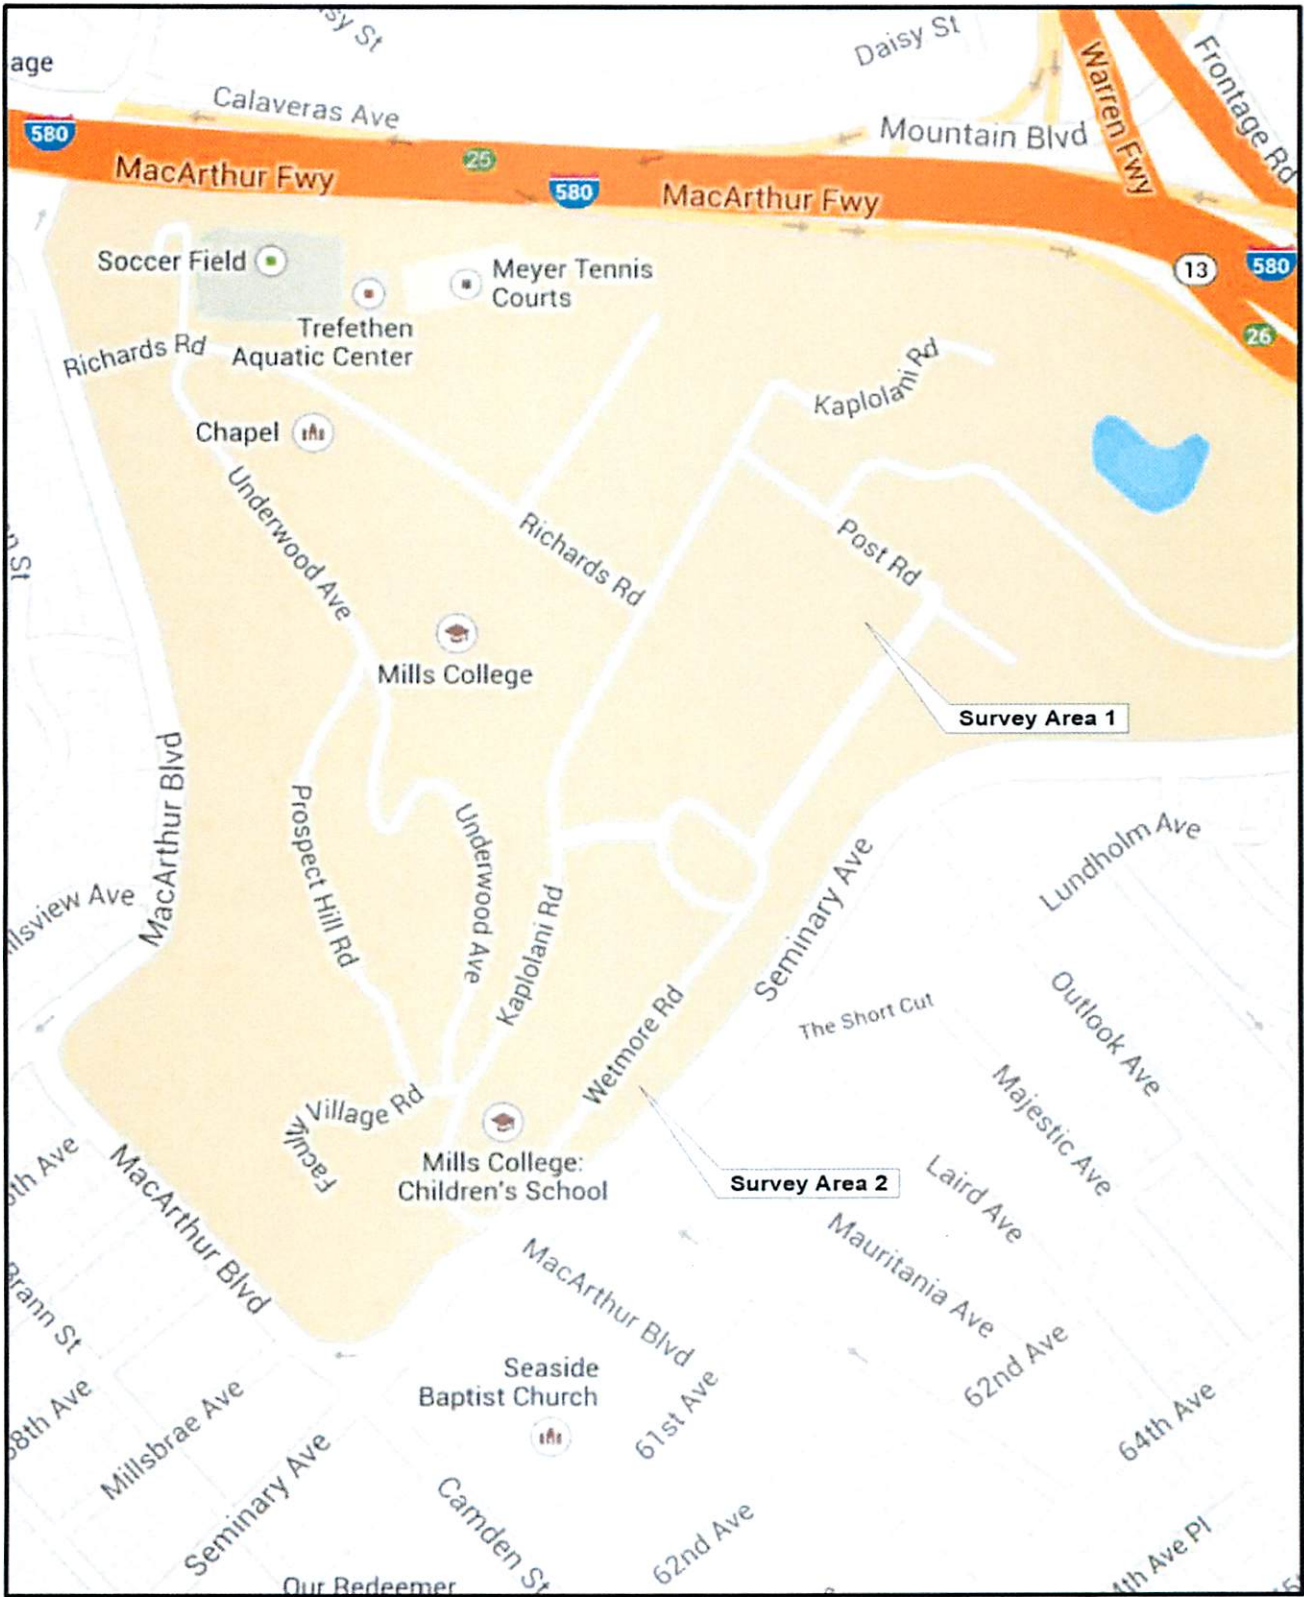 Daisy St
age
Calaveras Ave
Mountain Blvd
Warren Fwy
Frontage Rd
580
MacArthur Fwy
25
580
MacArthur Fwy
13
580
26
Soccer Field
Meyer Tennis
Courts
Trefethen
Aquatic Center
Richards Rd
Kaplolani Rd
Chapel
Underwood Ave
Richards Rd
Post Rd
Mills College
Survey Area 1
MacArthur Blvd
Prospect Hill Rd
Underwood Ave
Kaplolani Rd
Seminary Ave
Lundholm Ave
Wetmore Rd
The Short Cut
Outlook Ave
Majestic Ave
Faculty Village Rd
Mills College:
Children's School
Survey Area 2
Laird Ave
Mauritania Ave
MacArthur Blvd
MacArthur Blvd
62nd Ave
Seaside
Baptist Church
61st Ave
64th Ave
Millsbrae Ave
Seminary Ave
Camden St
62nd Ave
Our Redeemer